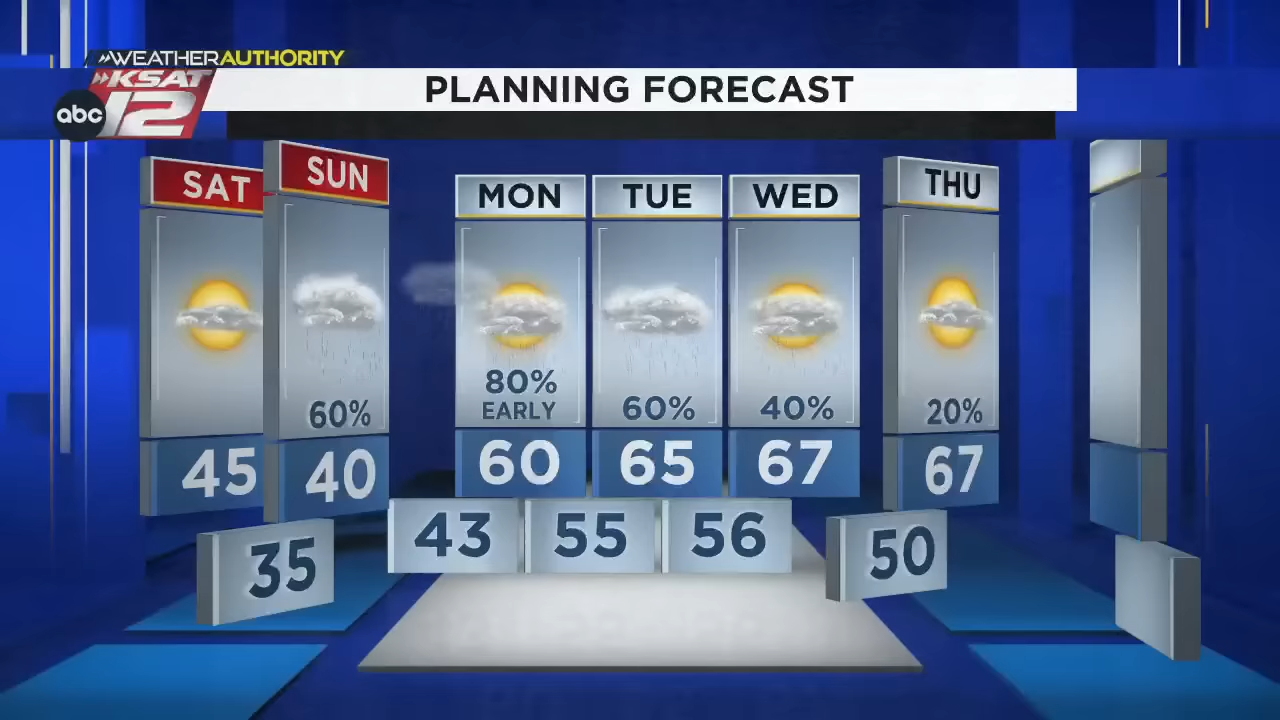 WEATHERAUTHORITY
KSAT
abc 12
PLANNING FORECAST
SAT SUN MON TUE WED THU
80%
60% EARLY 60% 40% 20%
45 40 60 65 67 67
35 43 55 56 50